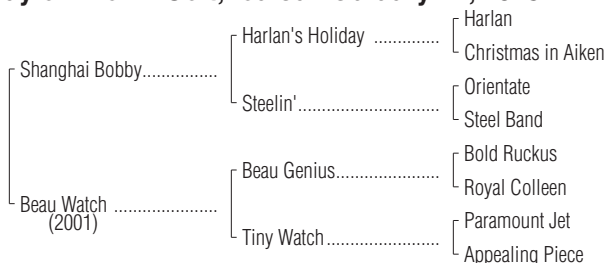 Harlan
Harlan's Holiday ..............
Christmas in Aiken
Shanghai Bobby................
Orientate
Steelin'..............................
Steel Band
Bold Ruckus
Beau Genius......................
Royal Colleen
Beau Watch ......................
(2001)
Paramount Jet
Tiny Watch ........................
Appealing Piece